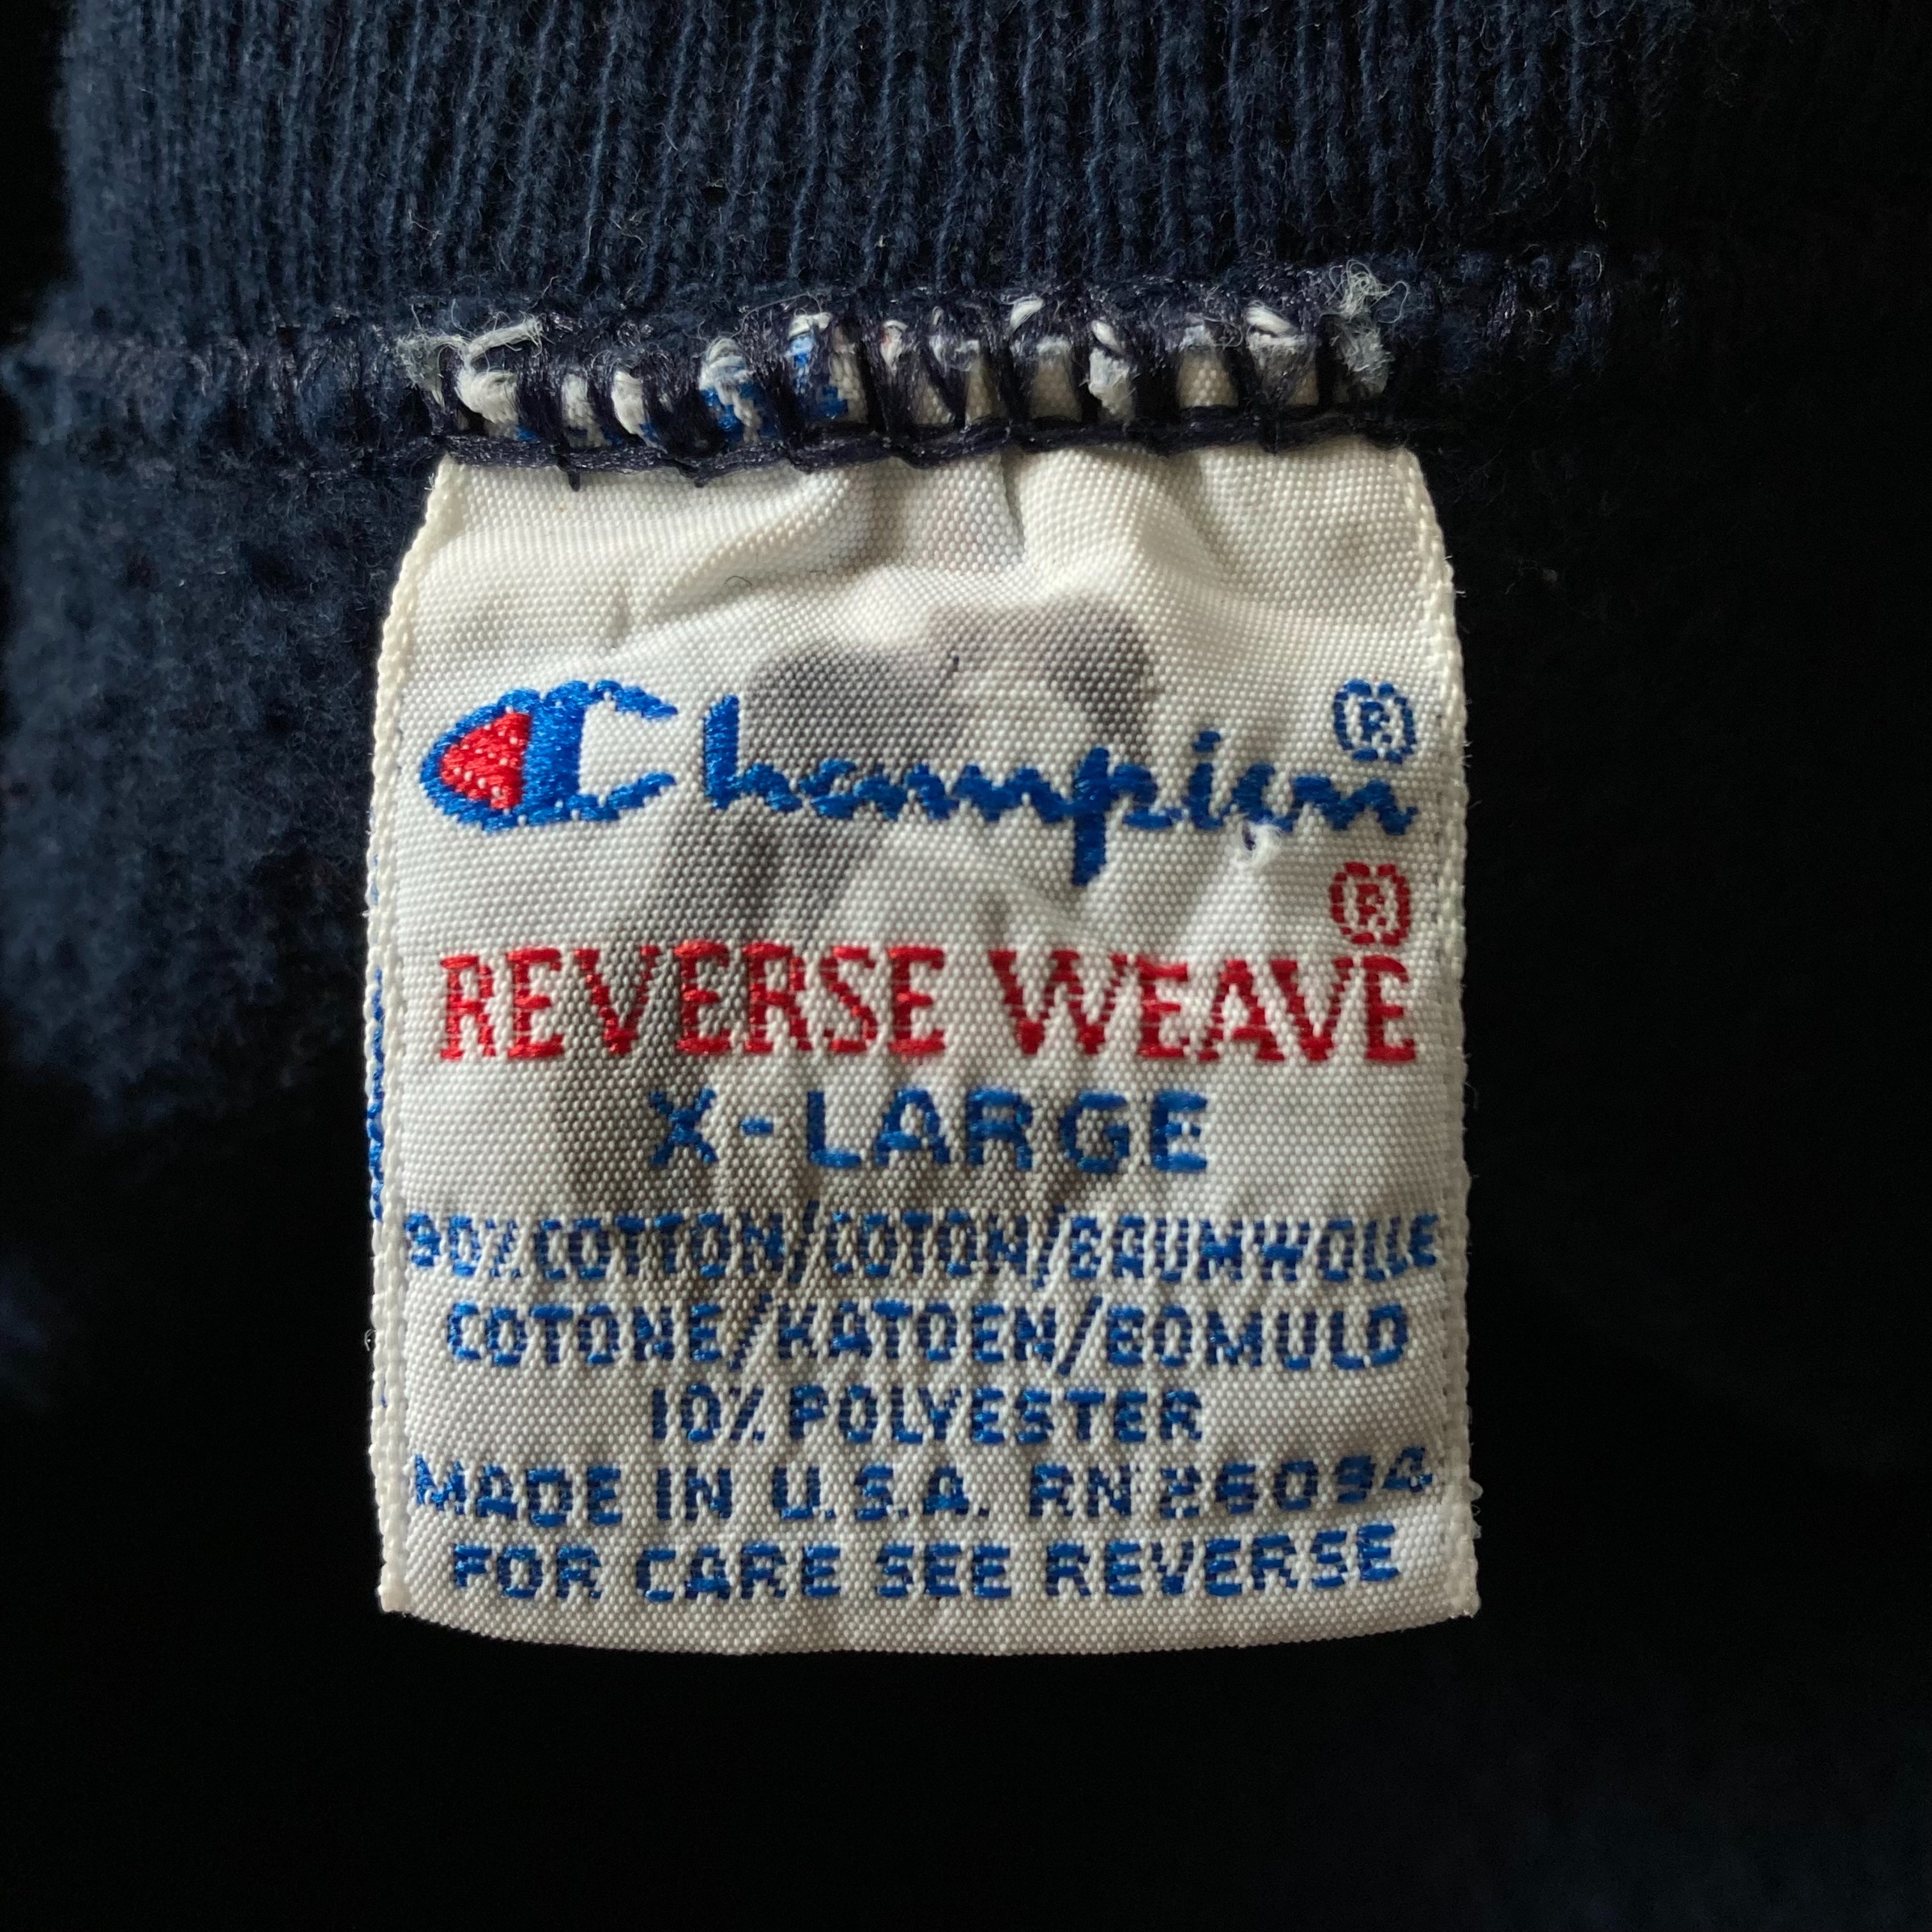 Champion®
REVERSE WEAVE®
X-LARGE
90% COTTON/COTON/BAUMWOLLE
COTONE/KATOEN/BOMULD
10% POLYESTER
MADE IN U.S.A. RN 26094
FOR CARE SEE REVERSE